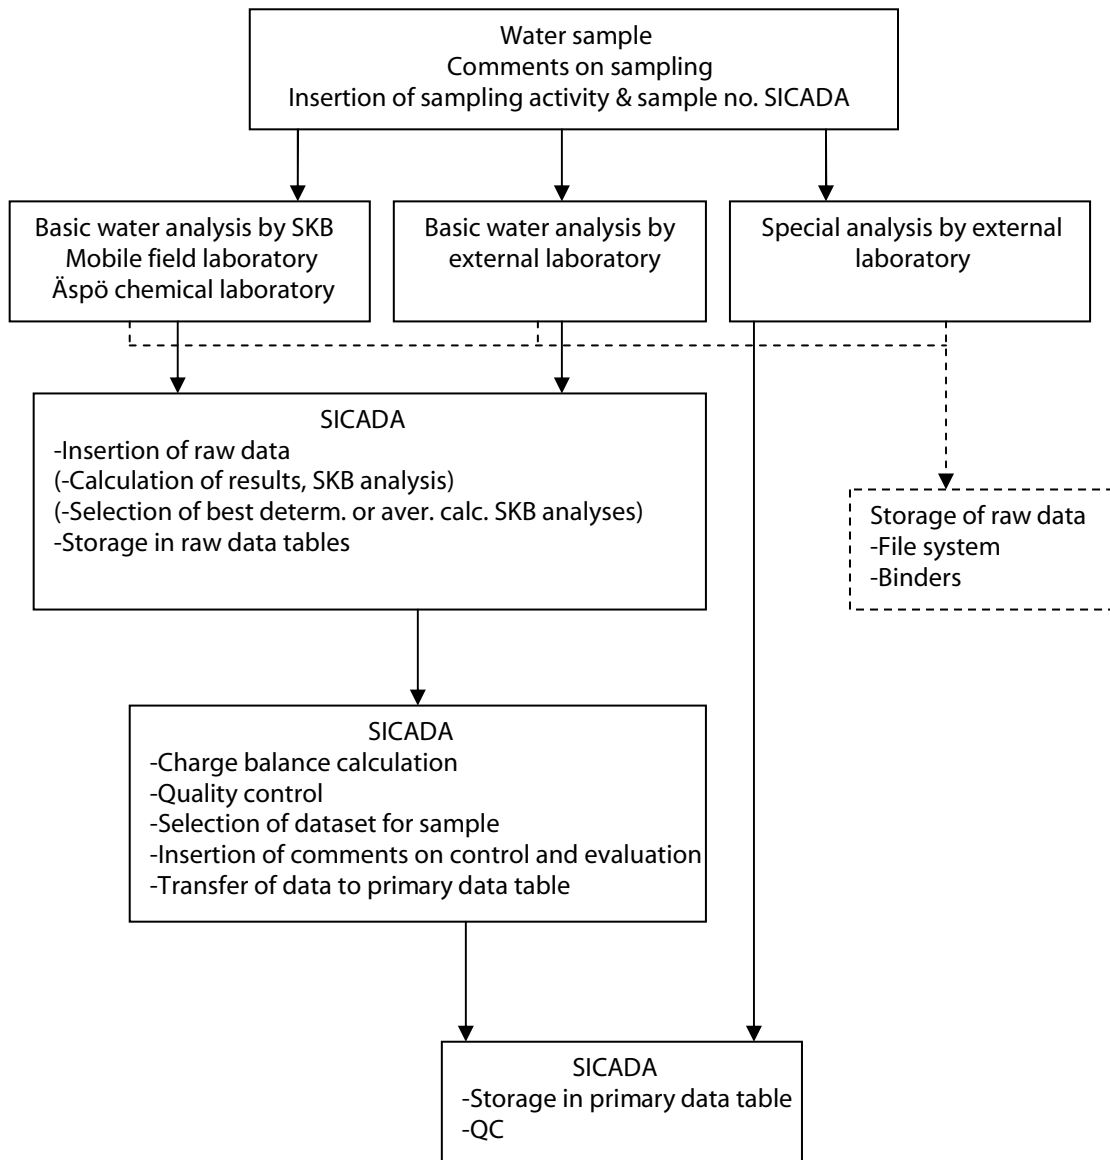 Water sample
Comments on sampling
Insertion of sampling activity & sample no. SICADA
Basic water analysis by SKB
Mobile field laboratory
Äspö chemical laboratory
Basic water analysis by
external laboratory
Special analysis by external
laboratory
SICADA
-Insertion of raw data
(-Calculation of results, SKB analysis)
(-Selection of best determ. or aver. calc. SKB analyses)
-Storage in raw data tables
Storage of raw data
-File system
-Binders
SICADA
-Charge balance calculation
-Quality control
-Selection of dataset for sample
-Insertion of comments on control and evaluation
-Transfer of data to primary data table
SICADA
-Storage in primary data table
-QC